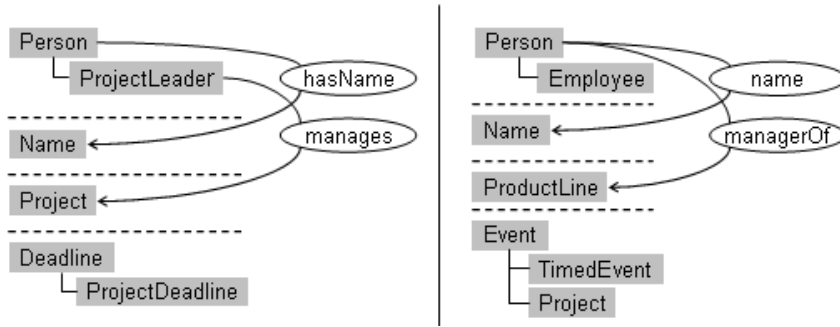 Person
ProjectLeader
hasName
Name
manages
Project
Deadline
ProjectDeadline
Person
Employee
name
Name
managerOf
ProductLine
Event
TimedEvent
Project